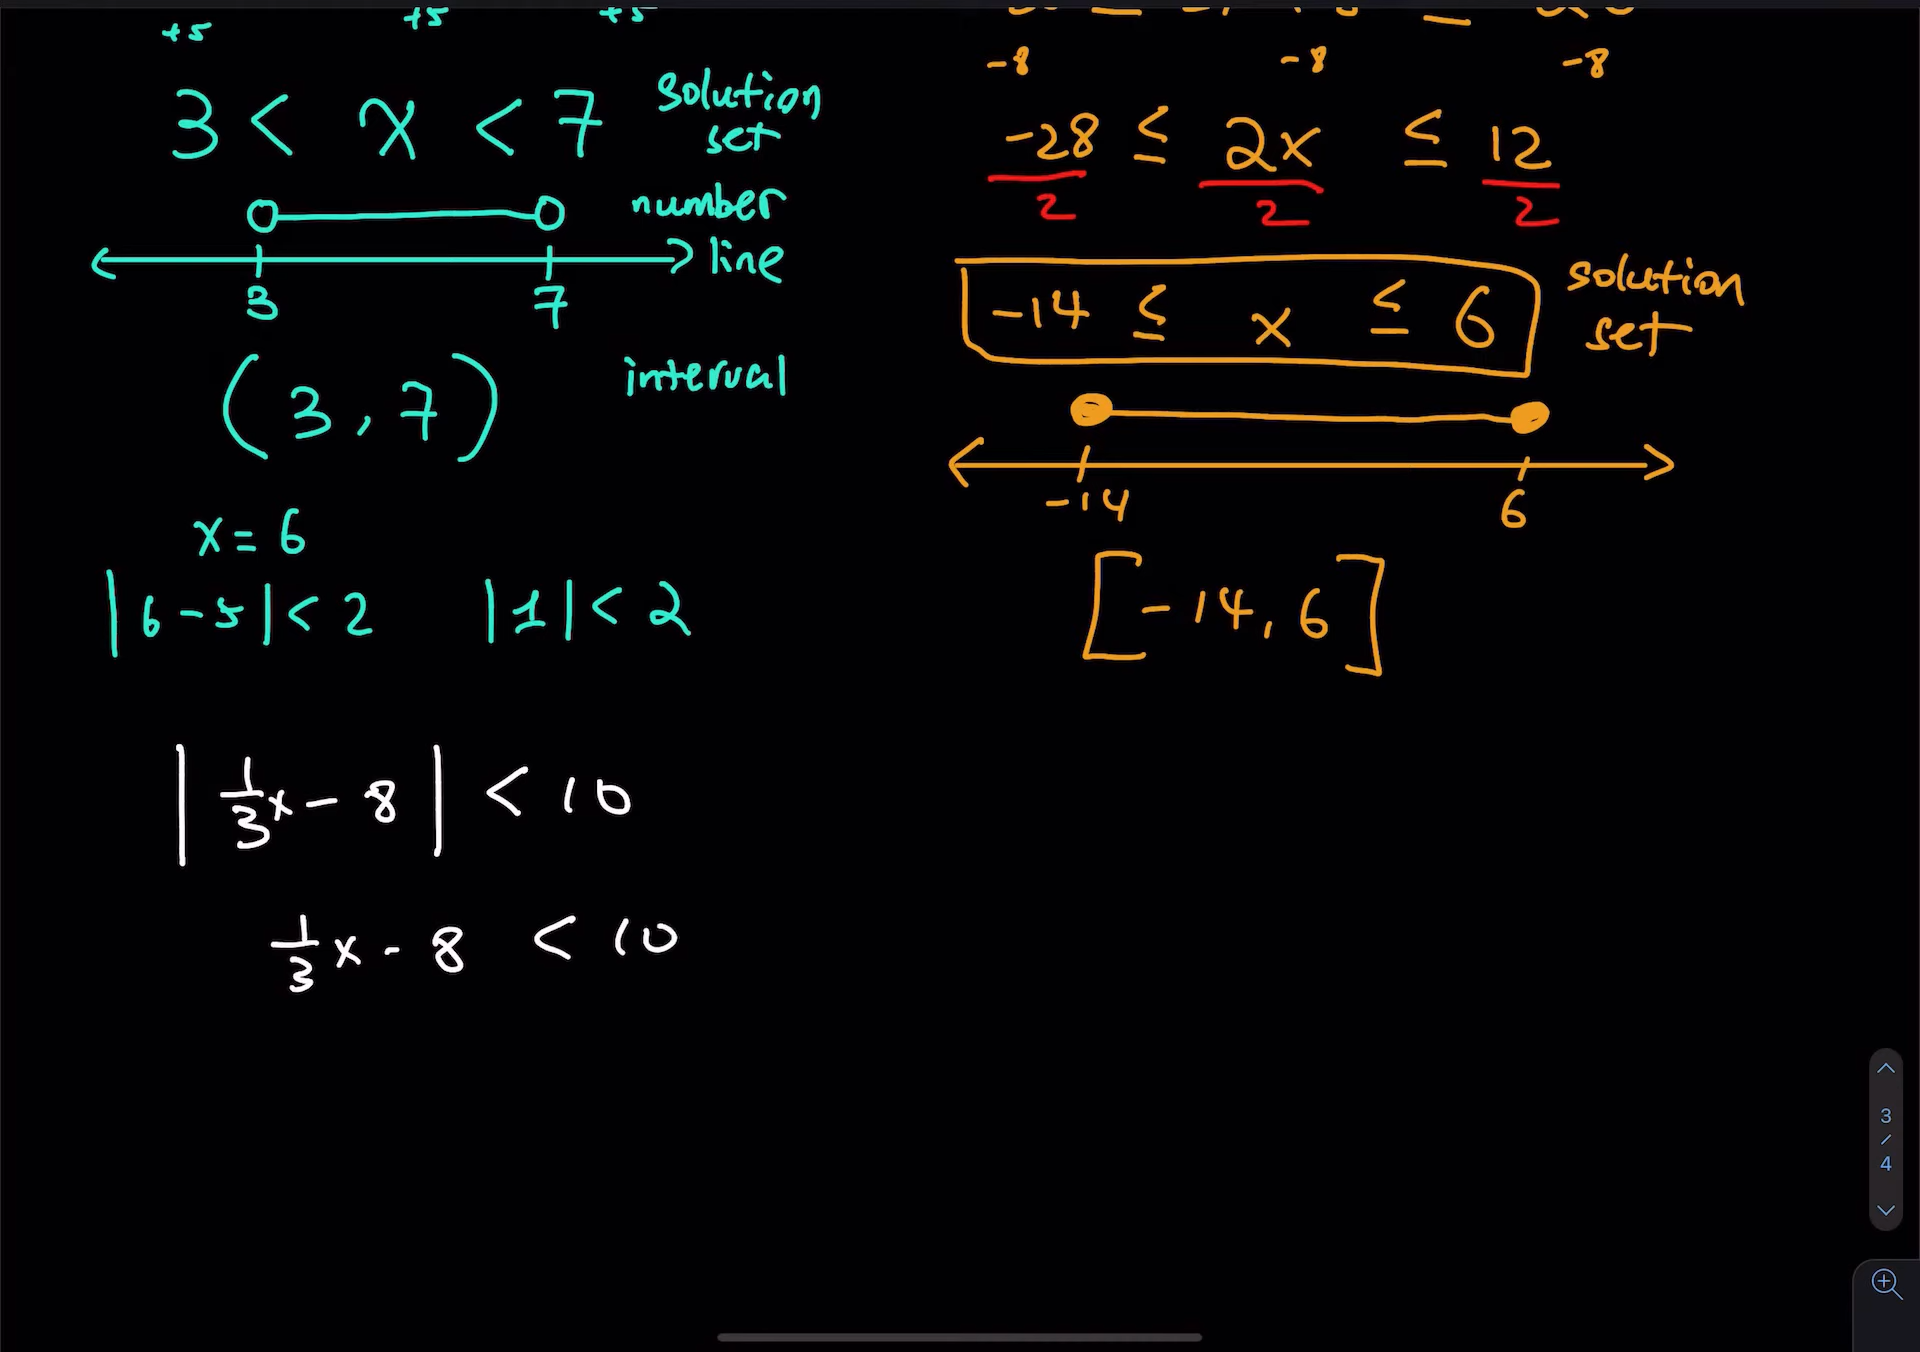 +5 +5 +5
3 < x < 7 solution set
number line
3 7
(3, 7) interval
x = 6
|6 - 5| < 2 |1| < 2
|1/3 x - 8| < 10
1/3 x - 8 < 10
-8 -8 -8
-28 ≤ 2x ≤ 12
2 2 2
-14 ≤ x ≤ 6 solution set
-14 6
[-14, 6]
3
/
4